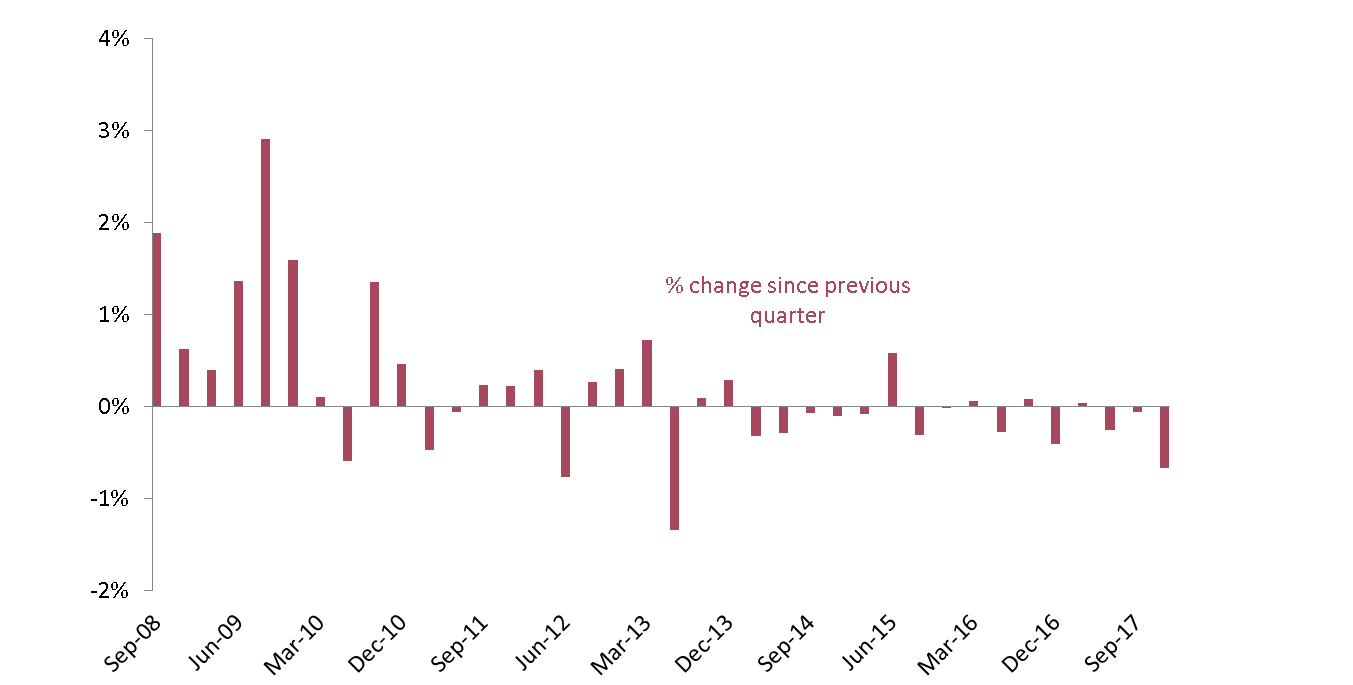 4%
3%
2%
1%
0%
-1%
-2%
% change since previous
quarter
Sep-08
Jun-09
Mar-10
Dec-10
Sep-11
Jun-12
Mar-13
Dec-13
Sep-14
Jun-15
Mar-16
Dec-16
Sep-17